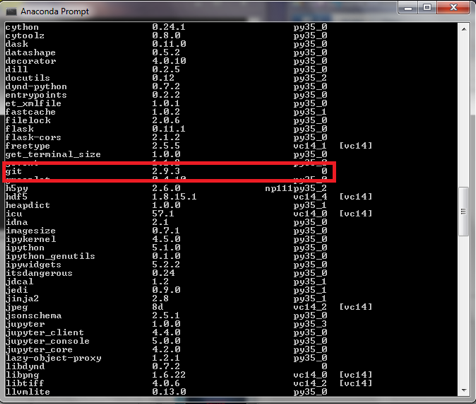 Anaconda Prompt
cython 0.24.1 py35_0
cytoolz 0.8.0 py35_0
dask 0.11.0 py35_0
datashape 0.5.2 py35_0
decorator 4.0.10 py35_0
dill 0.2.5 py35_0
docutils 0.12 py35_2
dynd-python 0.7.2 py35_0
entrypoints 0.2.2 py35_0
et_xmlfile 1.0.1 py35_0
fastcache 1.0.2 py35_1
filelock 2.0.6 py35_0
flask 0.11.1 py35_0
flask-cors 2.1.2 py35_0
freetype 2.5.5 vc14_1 [vc14]
get_terminal_size 1.0.0 py35_0
git 2.9.3 0
h5py 2.6.0 np111py35_2
hdf5 1.8.15.1 vc14_4 [vc14]
heapdict 1.0.0 py35_1
icu 57.1 vc14_0 [vc14]
idna 2.1 py35_0
imagesize 0.7.1 py35_0
ipykernel 4.5.0 py35_0
ipython 5.1.0 py35_0
ipython_genutils 0.1.0 py35_0
ipywidgets 5.2.2 py35_0
itsdangerous 0.24 py35_0
jdcal 1.2 py35_1
jedi 0.9.0 py35_1
jinja2 2.8 py35_1
jpeg 8d vc14_2 [vc14]
jsonschema 2.5.1 py35_0
jupyter 1.0.0 py35_3
jupyter_client 4.4.0 py35_0
jupyter_console 5.0.0 py35_0
jupyter_core 4.2.0 py35_0
lazy-object-proxy 1.2.1 py35_0
libdynd 0.7.2 0
libpng 1.6.22 vc14_0 [vc14]
libtiff 4.0.6 vc14_2 [vc14]
llvmlite 0.13.0 py35_0